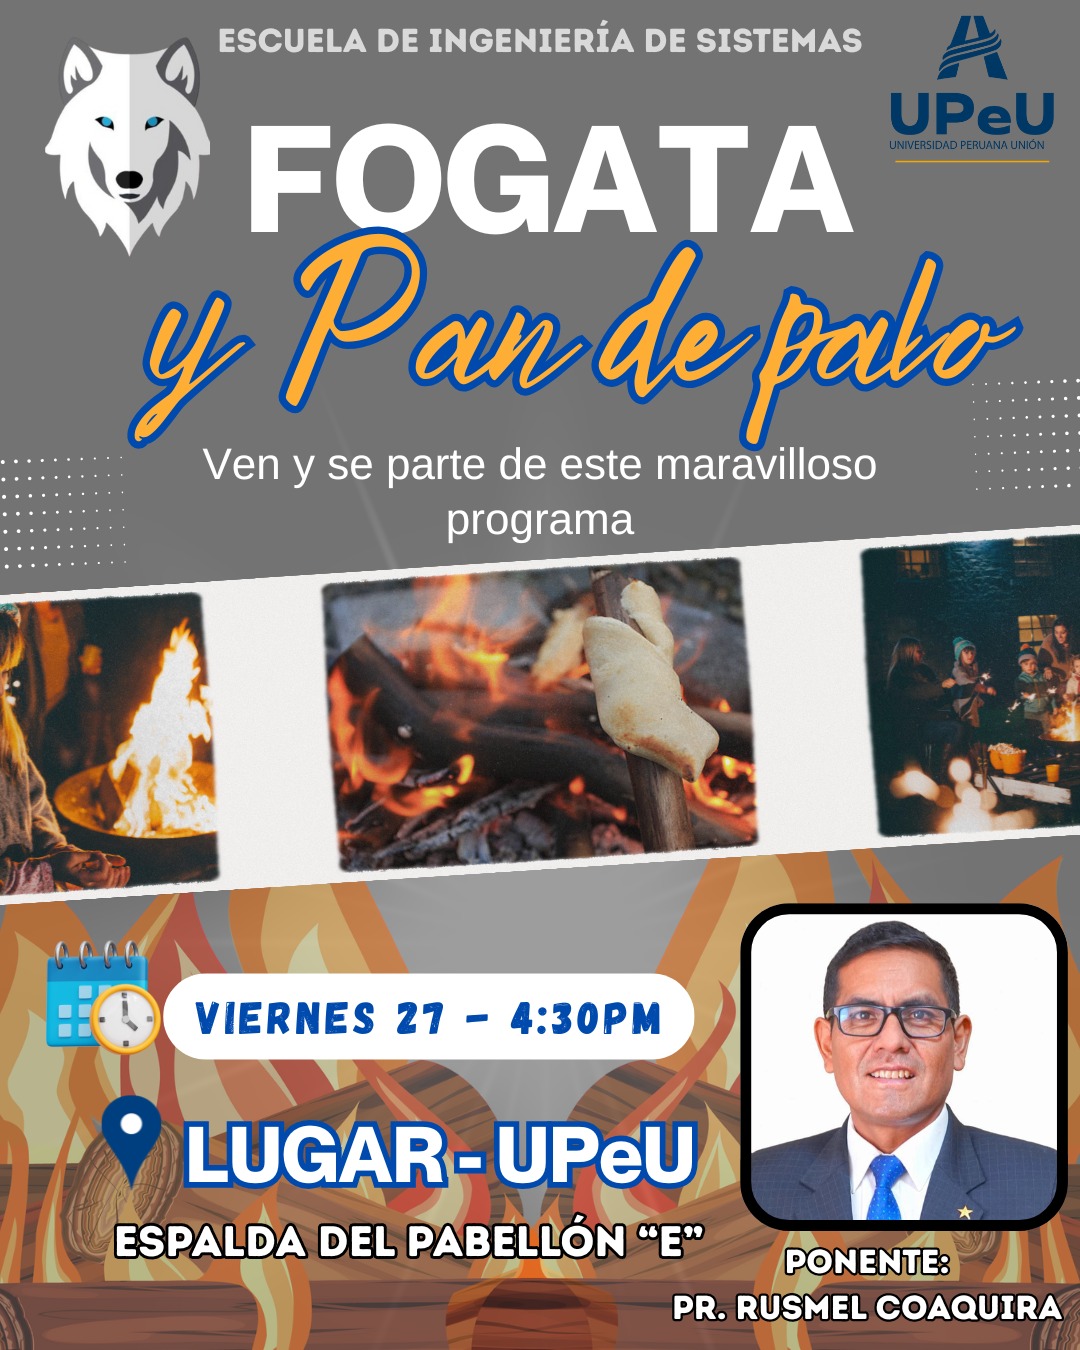 ESCUELA DE INGENIERÍA DE SISTEMAS
UPeU
UNIVERSIDAD PERUANA UNIÓN
FOGATA
y Pan de palo
Ven y se parte de este maravilloso
programa
VIERNES 27 - 4:30PM
LUGAR - UPeU
ESPALDA DEL PABELLÓN “E”
PONENTE:
PR. RUSMEL COAQUIRA